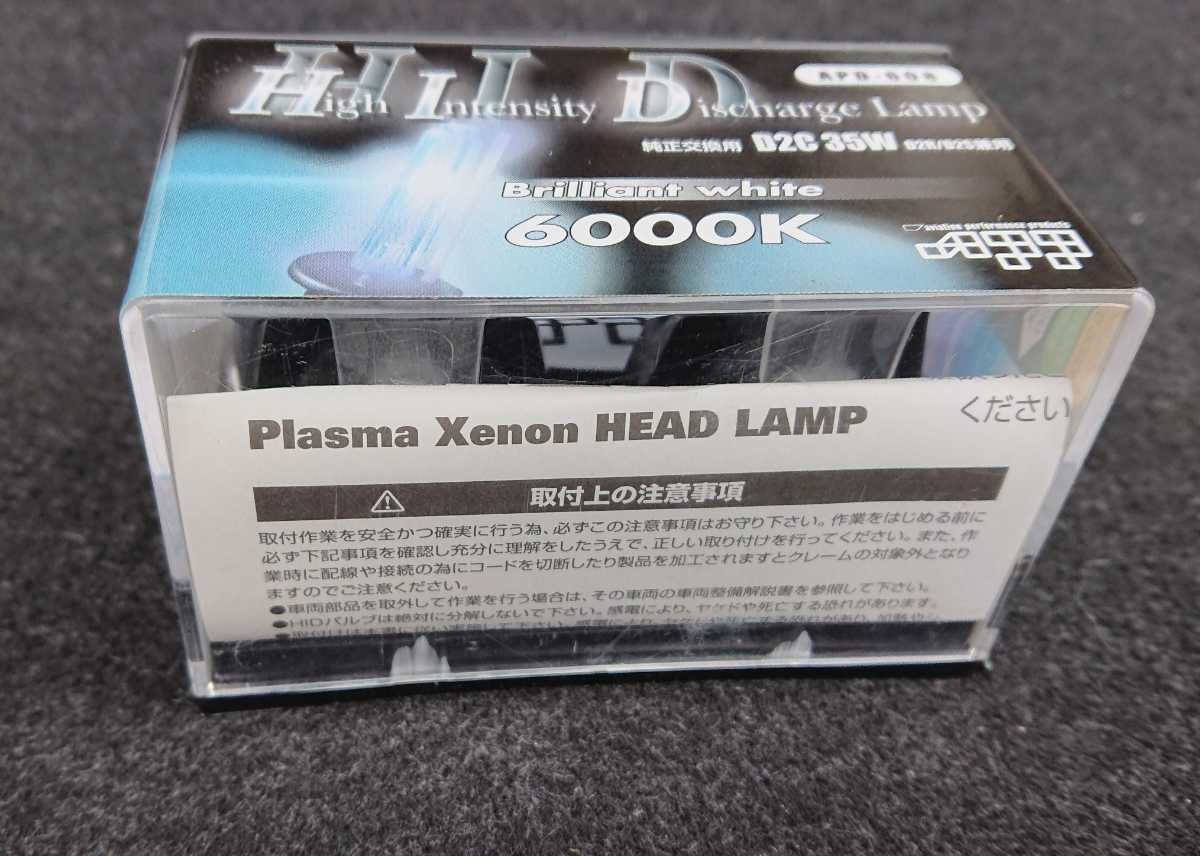 HID
High Intensity Discharge Lamp
APD-008
純正交換用 D2C 35W D2R/D2S兼用
Brilliant white
6000K
aviation performance products
APP
ください
Plasma Xenon HEAD LAMP
取付上の注意事項
取付作業を安全かつ確実に行う為、必ずこの注意事項はお守り下さい。作業をはじめる前に
必ず下記事項を確認し充分に理解をしたうえで、正しい取り付けを行ってください。また、作
業時に配線や接続の為にコードを切断したり製品を加工されますとクレームの対象外となり
ますのでご注意ください。
●車両部品を取外して作業を行う場合は、その車両の車両整備解説書を参照して下さい。
●HIDバルブは絶対に分解しないで下さい。感電により、ヤケドや死亡する恐れがあります。